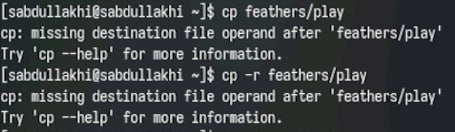 [sabdullakhi@sabdullakhi ~]$ cp feathers/play
cp: missing destination file operand after 'feathers/play'
Try 'cp --help' for more information.
[sabdullakhi@sabdullakhi ~]$ cp -r feathers/play
cp: missing destination file operand after 'feathers/play'
Try 'cp --help' for more information.